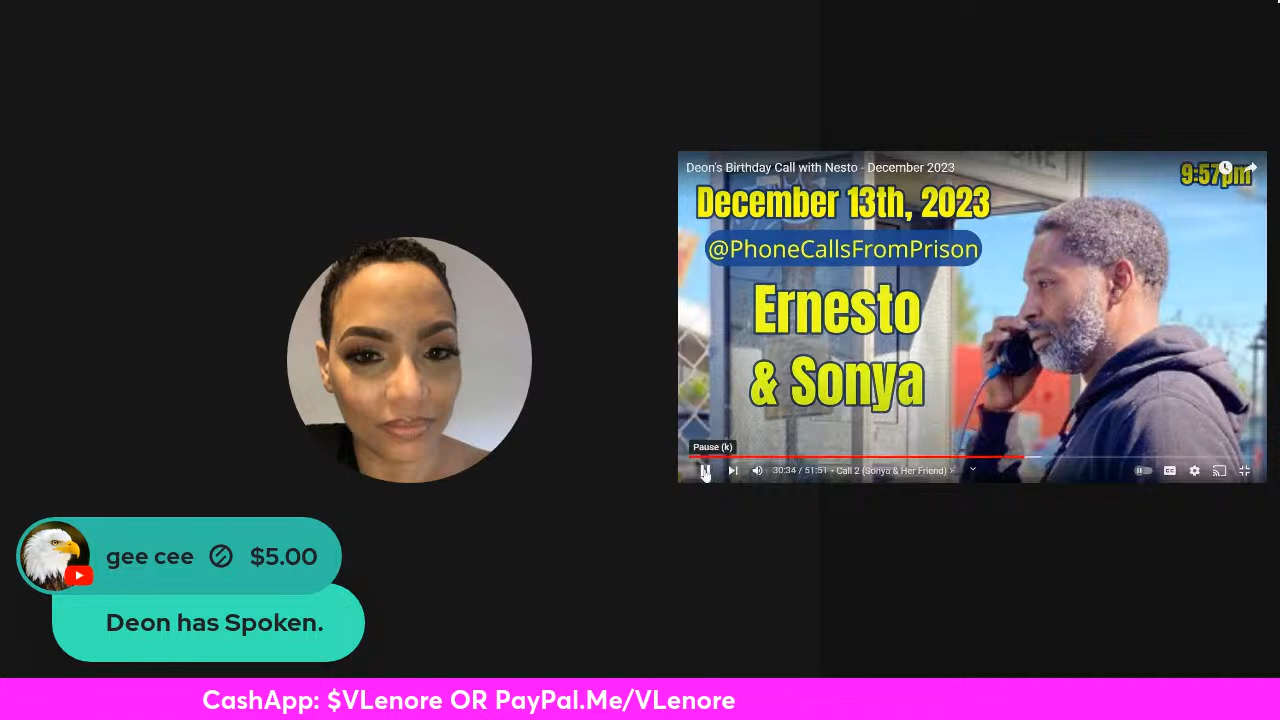 Deon's Birthday Call with Nesto - December 2023
9:57pm
December 13th, 2023
@PhoneCallsFromPrison
Ernesto
& Sonya
Pause (k)
30:34 / 51:51 • Call 2 (Sonya & Her Friend) >
CC
gee cee $5.00
Deon has Spoken.
CashApp: $VLenore OR PayPal.Me/VLenore